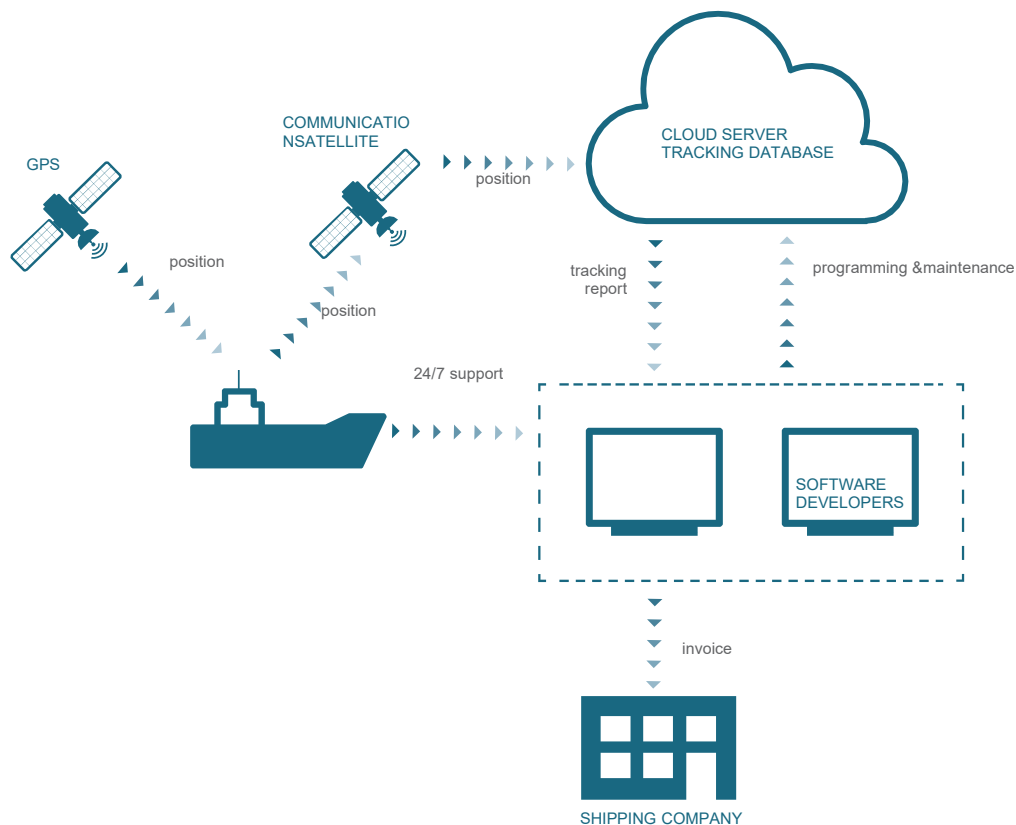 COMMUNICATIO
NSATELLITE
GPS
CLOUD SERVER
TRACKING DATABASE
position
position
tracking
report
programming &maintenance
position
24/7 support
SOFTWARE
DEVELOPERS
invoice
SHIPPING COMPANY